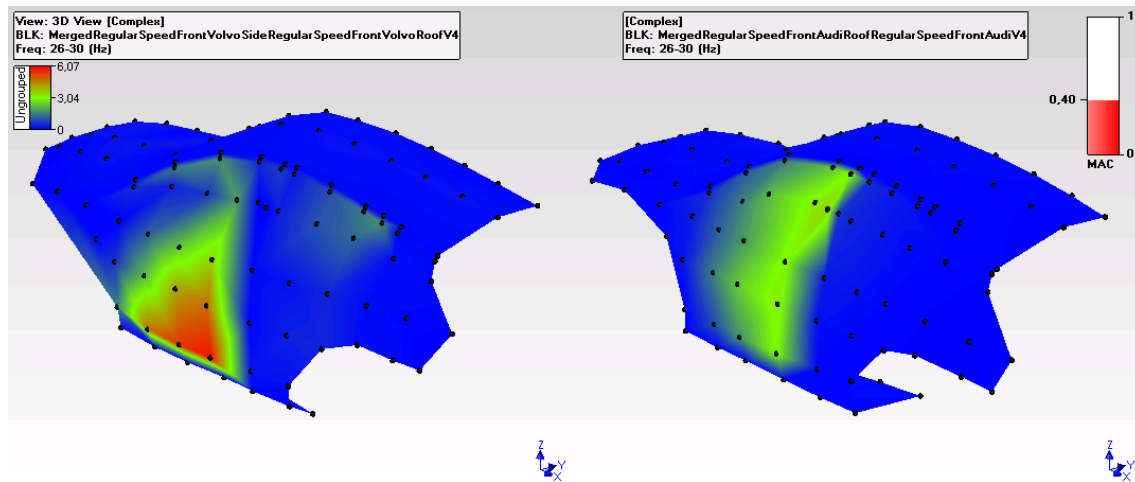 View: 3D View [Complex]
BLK: MergedRegularSpeedFrontVolvoSideRegularSpeedFrontVolvoRoofV4
Freq: 26-30 (Hz)
Ungrouped
6,07
3,04
0
[Complex]
BLK: MergedRegularSpeedFrontAudiRoofRegularSpeedFrontAudiV4
Freq: 26-30 (Hz)
1
0,40
0
MAC
Z
Y
X
Z
Y
X